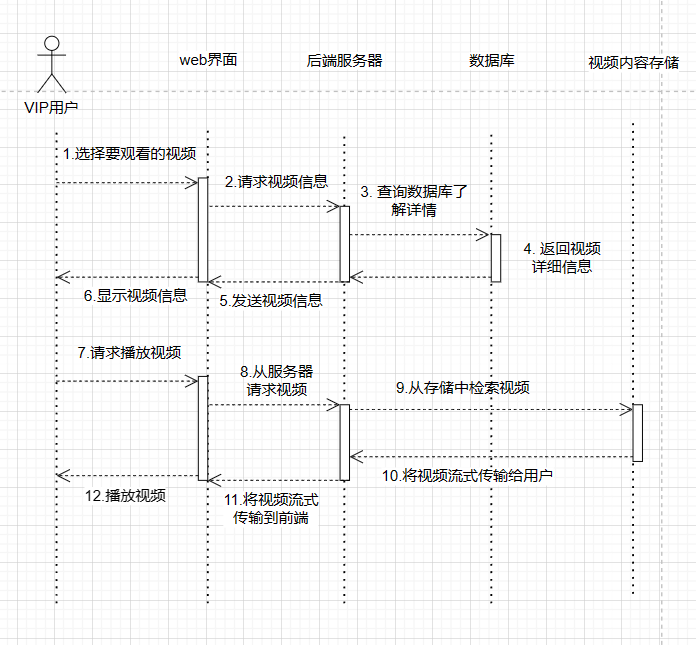 web界面
后端服务器
数据库
视频内容存储
VIP用户
1.选择要观看的视频
2.请求视频信息
3. 查询数据库了
解详情
4. 返回视频
详细信息
6.显示视频信息
5.发送视频信息
7.请求播放视频
8.从服务器
请求视频
9.从存储中检索视频
10.将视频流式传输给用户
12.播放视频
11.将视频流式
传输到前端